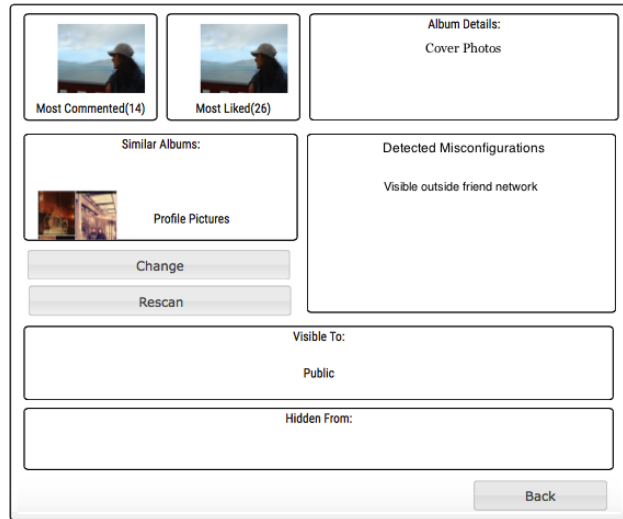 Most Commented(14)
Most Liked(26)
Album Details:
Cover Photos
Similar Albums:
Profile Pictures
Detected Misconfigurations
Visible outside friend network
Change
Rescan
Visible To:
Public
Hidden From:
Back